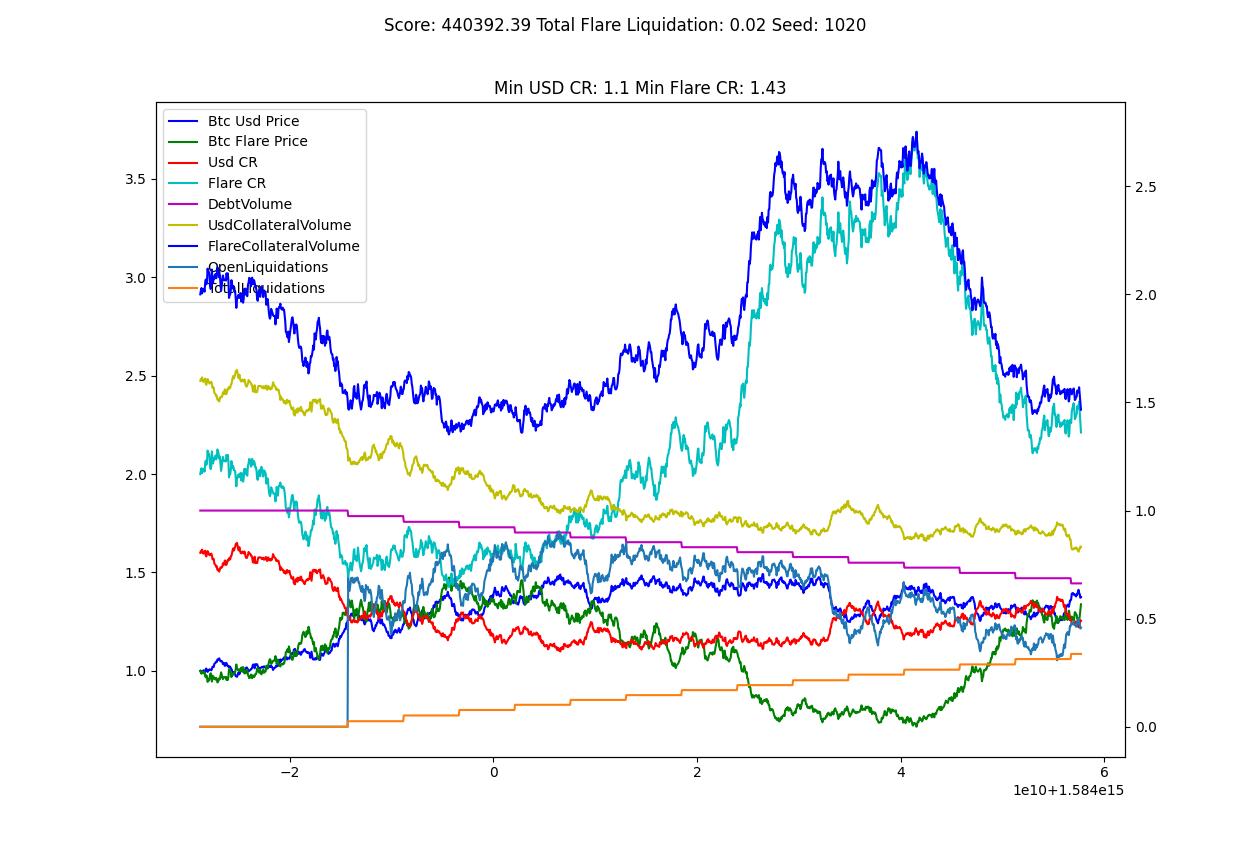 Score: 440392.39 Total Flare Liquidation: 0.02 Seed: 1020
Min USD CR: 1.1 Min Flare CR: 1.43
Btc Usd Price
Btc Flare Price
Usd CR
Flare CR
DebtVolume
UsdCollateralVolume
FlareCollateralVolume
OpenLiquidations
TotalLiquidations
3.5
3.0
2.5
2.0
1.5
1.0
2.5
2.0
1.5
1.0
0.5
0.0
−2
0
2
4
6
1e10+1.584e15